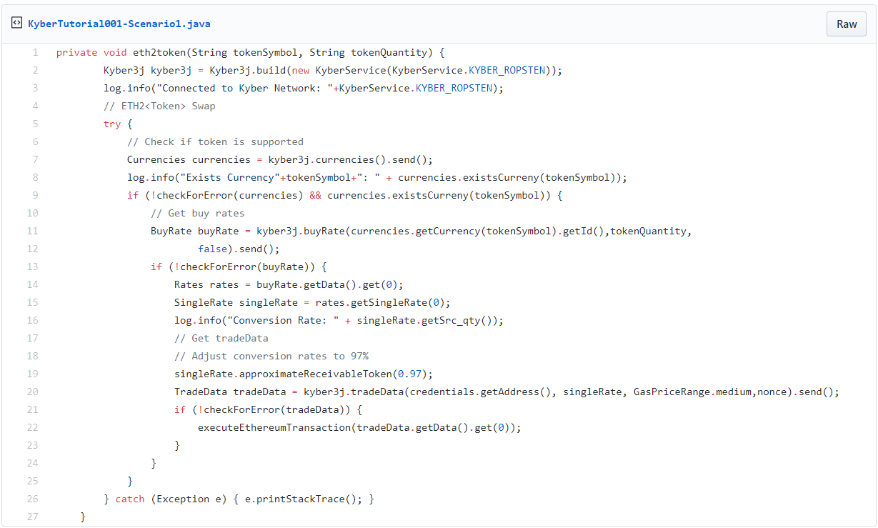 KyberTutorial001-Scenario1.java
Raw
1 private void eth2token(String tokenSymbol, String tokenQuantity) {
2 Kyber3j kyber3j = Kyber3j.build(new KyberService(KyberService.KYBER_ROPSTEN));
3 log.info("Connected to Kyber Network: "+KyberService.KYBER_ROPSTEN);
4 // ETH2<Token> Swap
5 try {
6 // Check if token is supported
7 Currencies currencies = kyber3j.currencies().send();
8 log.info("Exists Currency"+tokenSymbol+": " + currencies.existsCurreny(tokenSymbol));
9 if (!checkForError(currencies) && currencies.existsCurreny(tokenSymbol)) {
10 // Get buy rates
11 BuyRate buyRate = kyber3j.buyRate(currencies.getCurrency(tokenSymbol).getId(),tokenQuantity,
12 false).send();
13 if (!checkForError(buyRate)) {
14 Rates rates = buyRate.getData().get(0);
15 SingleRate singleRate = rates.getSingleRate(0);
16 log.info("Conversion Rate: " + singleRate.getSrc_qty());
17 // Get tradeData
18 // Adjust conversion rates to 97%
19 singleRate.approximateReceivableToken(0.97);
20 TradeData tradeData = kyber3j.tradeData(credentials.getAddress(), singleRate, GasPriceRange.medium,nonce).send();
21 if (!checkForError(tradeData)) {
22 executeEthereumTransaction(tradeData.getData().get(0));
23 }
24 }
25 }
26 } catch (Exception e) { e.printStackTrace(); }
27 }